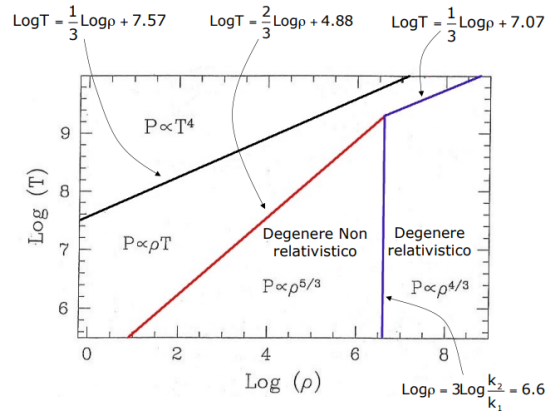 LogT = 1/3 Logρ + 7.57
LogT = 2/3 Logρ + 4.88
LogT = 1/3 Logρ + 7.07
P∝T⁴
9
8
7
6
Log (T)
P∝ρT
Degenere Non
relativistico
P∝ρ^5/3
Degenere
relativistico
P∝ρ^4/3
0
2
4
6
8
Log (ρ)
Logρ = 3Log k₂/k₁ = 6.6